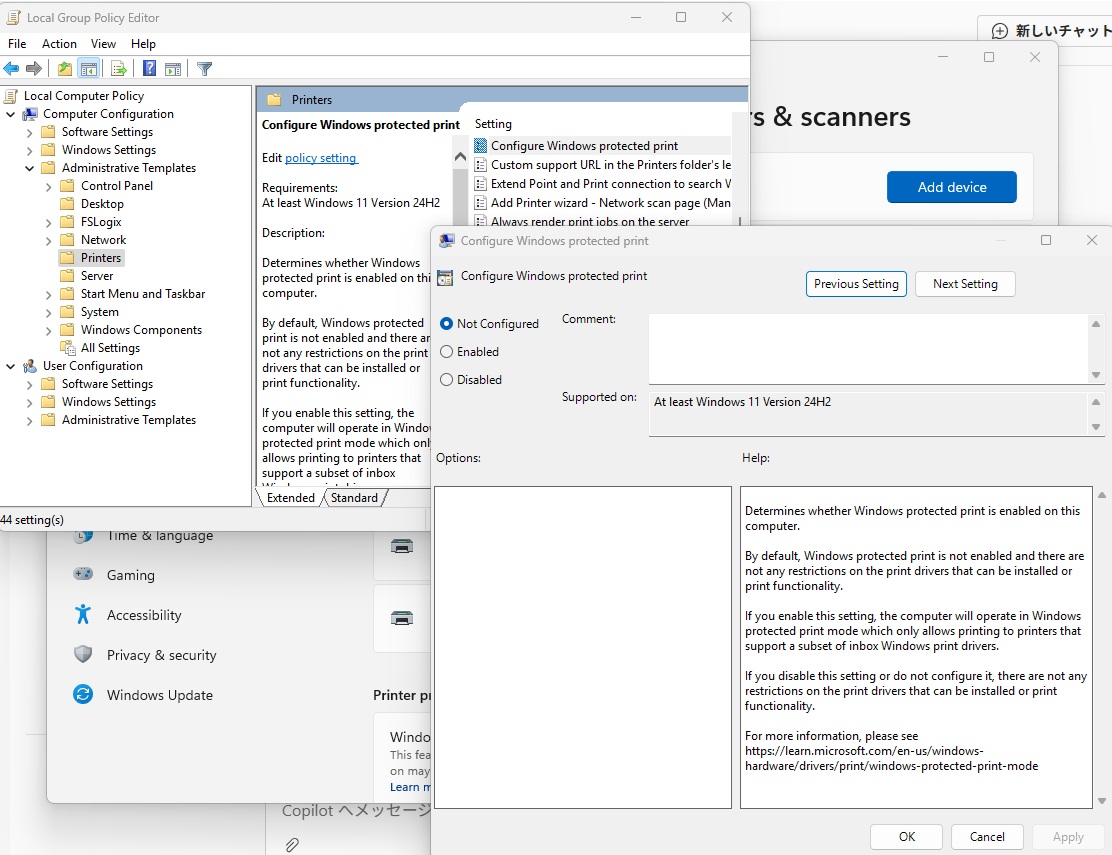 Local Group Policy Editor
File Action View Help
Local Computer Policy
Computer Configuration
Software Settings
Windows Settings
Administrative Templates
Control Panel
Desktop
FSLogix
Network
Printers
Server
Start Menu and Taskbar
System
Windows Components
All Settings
User Configuration
Software Settings
Windows Settings
Administrative Templates
Printers
Configure Windows protected print
Edit policy setting
Requirements:
At least Windows 11 Version 24H2
Description:
Determines whether Windows
protected print is enabled on thi
computer.
By default, Windows protected
print is not enabled and there ar
not any restrictions on the print
drivers that can be installed or
print functionality.
If you enable this setting, the
computer will operate in Windo
protected print mode which onl
allows printing to printers that
support a subset of inbox
Setting
Configure Windows protected print
Custom support URL in the Printers folder's le
Extend Point and Print connection to search W
Add Printer wizard - Network scan page (Man
Always render print jobs on the server
Extended Standard
44 setting(s)
新しいチャット
rs & scanners
Add device
Configure Windows protected print
Configure Windows protected print
Previous Setting
Next Setting
Not Configured
Enabled
Disabled
Comment:
Supported on:
At least Windows 11 Version 24H2
Options:
Help:
Determines whether Windows protected print is enabled on this
computer.
By default, Windows protected print is not enabled and there are
not any restrictions on the print drivers that can be installed or
print functionality.
If you enable this setting, the computer will operate in Windows
protected print mode which only allows printing to printers that
support a subset of inbox Windows print drivers.
If you disable this setting or do not configure it, there are not any
restrictions on the print drivers that can be installed or print
functionality.
For more information, please see
https://learn.microsoft.com/en-us/windows-
hardware/drivers/print/windows-protected-print-mode
OK
Cancel
Apply
Time & language
Gaming
Accessibility
Privacy & security
Windows Update
Printer pr
Windo
This fea
on may
Learn m
Copilot へメッセージ